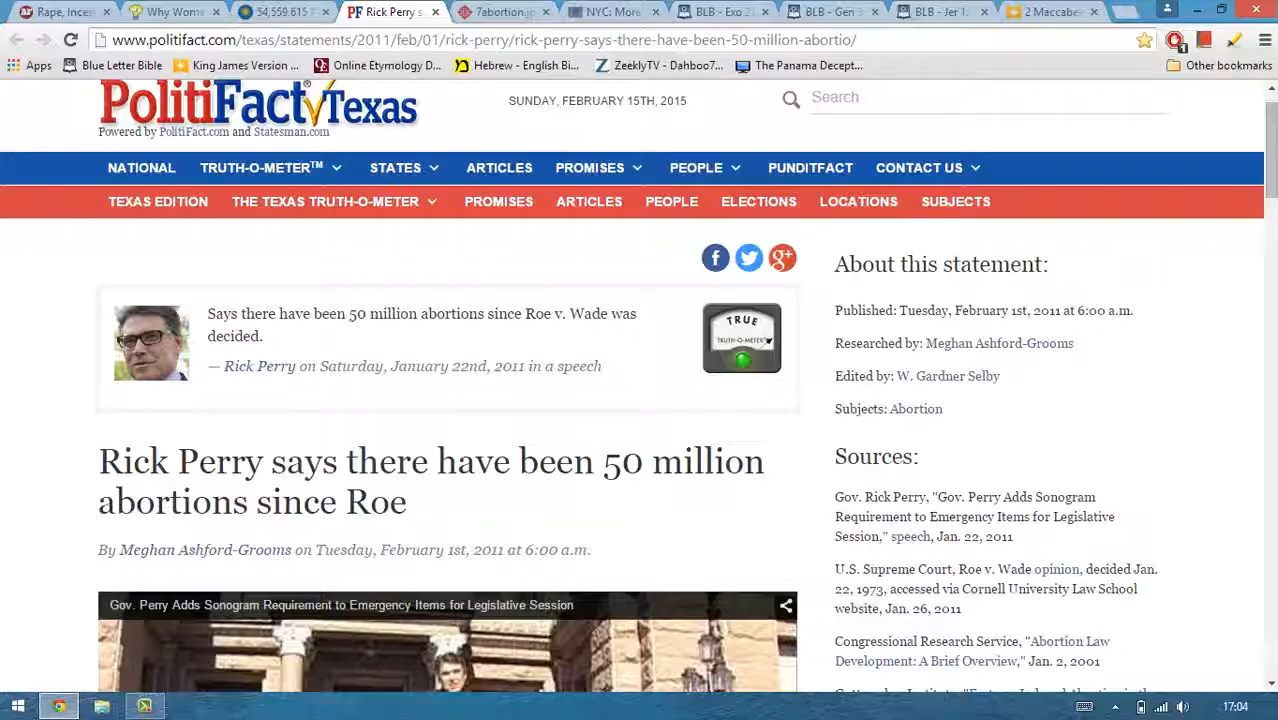 Rape, Inces
Why Wom
54,559,615
Rick Perry s
7abortion.j
NYC: More
BLB - Exo 2
BLB - Gen 3
BLB - Jer 1:
2 Maccabe
www.politifact.com/texas/statements/2011/feb/01/rick-perry/rick-perry-says-there-have-been-50-million-abortio/
Apps Blue Letter Bible King James Version ... Online Etymology D... Hebrew - English Bi... ZeeklyTV - Dahboo7... The Panama Decept... Other bookmarks
PolitiFact Texas
SUNDAY, FEBRUARY 15TH, 2015
Search
Powered by PolitiFact.com and Statesman.com
NATIONAL TRUTH-O-METER™ STATES ARTICLES PROMISES PEOPLE PUNDITFACT CONTACT US
TEXAS EDITION THE TEXAS TRUTH-O-METER PROMISES ARTICLES PEOPLE ELECTIONS LOCATIONS SUBJECTS
f
g+
Says there have been 50 million abortions since Roe v. Wade was
decided.
— Rick Perry on Saturday, January 22nd, 2011 in a speech
TRUE
TRUTH-O-METER™
Rick Perry says there have been 50 million
abortions since Roe
By Meghan Ashford-Grooms on Tuesday, February 1st, 2011 at 6:00 a.m.
Gov. Perry Adds Sonogram Requirement to Emergency Items for Legislative Session
About this statement:
Published: Tuesday, February 1st, 2011 at 6:00 a.m.
Researched by: Meghan Ashford-Grooms
Edited by: W. Gardner Selby
Subjects: Abortion
Sources:
Gov. Rick Perry, "Gov. Perry Adds Sonogram
Requirement to Emergency Items for Legislative
Session," speech, Jan. 22, 2011
U.S. Supreme Court, Roe v. Wade opinion, decided Jan.
22, 1973, accessed via Cornell University Law School
website, Jan. 26, 2011
Congressional Research Service, "Abortion Law
Development: A Brief Overview," Jan. 2, 2001
17:04